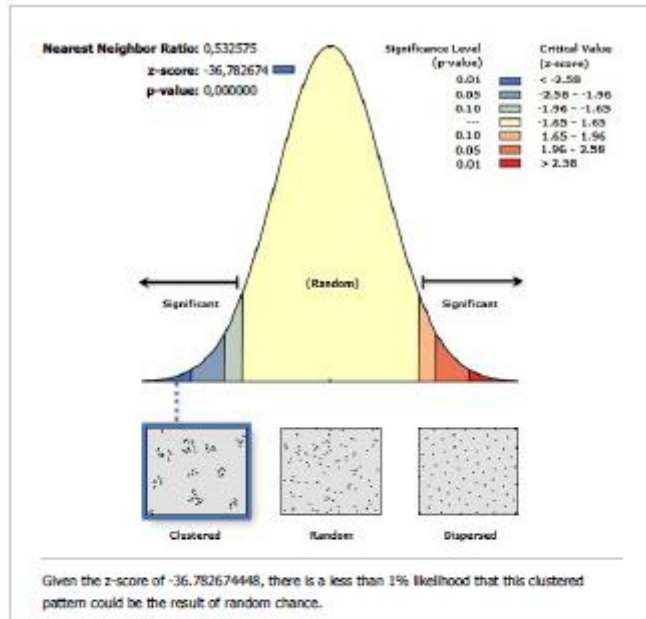 Nearest Neighbor Ratio: 0,532575
z-score: -36,782674
p-value: 0,000000
Significance Level
(p-value)
Critical Value
(z-score)
0.01 < -2.58
0.05 -2.58 – -1.96
0.10 -1.96 – -1.65
--- -1.65 – 1.65
0.10 1.65 – 1.96
0.05 1.96 – 2.58
0.01 > 2.58
Significant
(Random)
Significant
Clustered
Random
Dispersed
Given the z-score of -36.782674448, there is a less than 1% likelihood that this clustered
pattern could be the result of random chance.